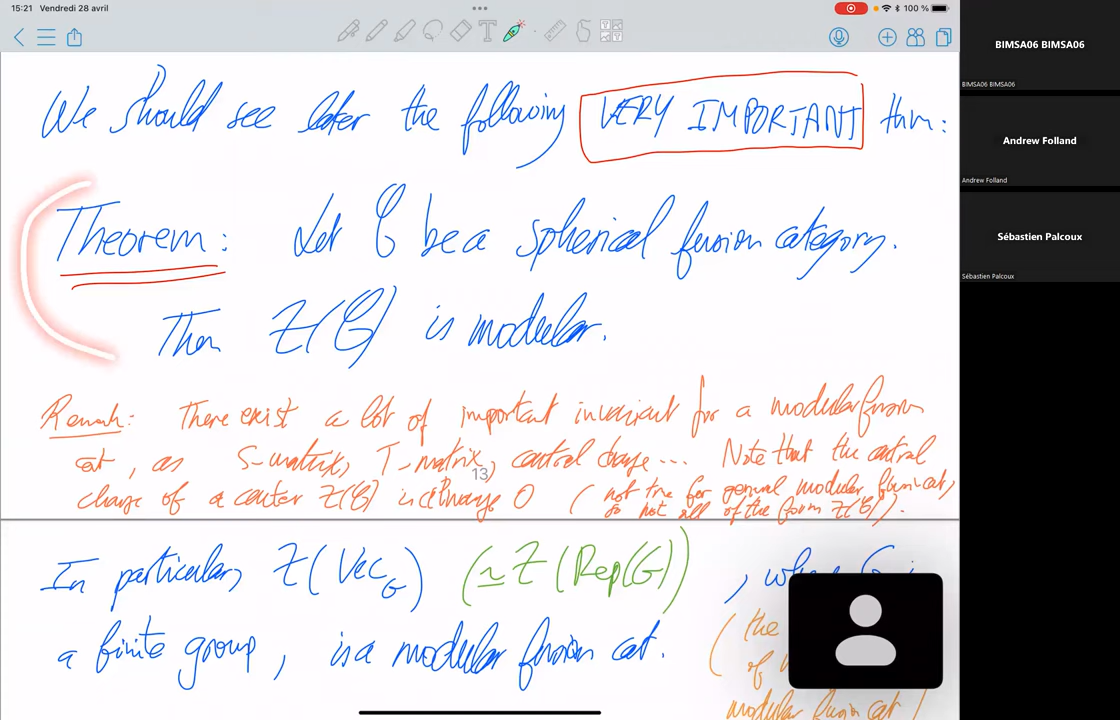 15:21 Vendredi 28 avril
100 %
We should see later the following VERY IMPORTANT thm:
Theorem: Let C be a spherical fusion category.
Then Z(C) is modular.
Remark: There exist a lot of important invariant for a modular fusion
cat, as S-matrix, T-matrix, central charge... Note that the central
charge of a center Z(C) is always 0 (not true for general modular fusion cat,
so not all of the form Z(C)).
13
In particular, Z(Vec_G) (≃ Z(Rep(G)) , where G is
a finite group, is a modular fusion cat.
(the
of
modular fusion cat)
BIMSA06 BIMSA06
BIMSA06 BIMSA06
Andrew Folland
Andrew Folland
Sébastien Palcoux
Sébastien Palcoux